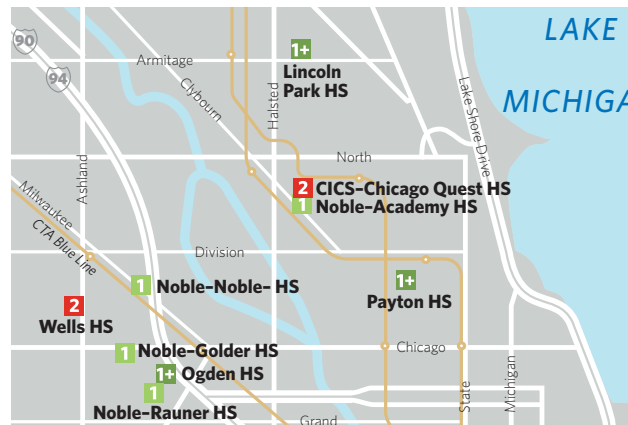 LAKE
MICHIGA
90
94
Armitage
Clybourn
Halsted
1+
Lincoln
Park HS
Lake Shore Drive
North
Ashland
Milwaukee
CTA Blue Line
2 CICS–Chicago Quest HS
1 Noble–Academy HS
Division
1 Noble–Noble– HS
1+
Payton HS
2
Wells HS
1 Noble–Golder HS
Chicago
1+ Ogden HS
1
Noble–Rauner HS
Grand
State
Michigan